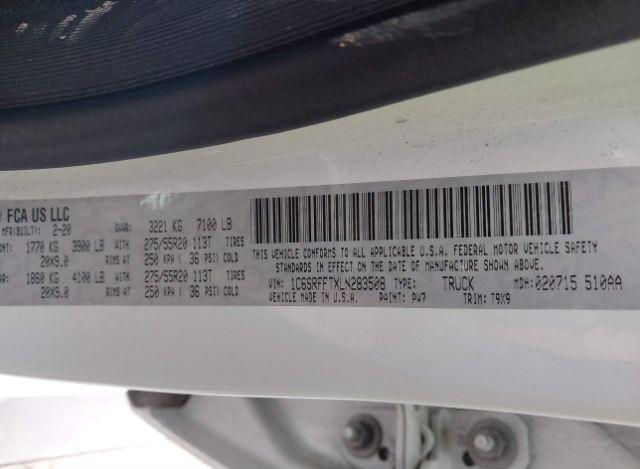 FCA US LLC
MFR(BUILT): 2-20 GVWR: 3221 KG 7100 LB
1770 KG 3900 LB WITH 275/55R20 113T TIRES
20X9.0 RIMS AT 250 KPA ( 36 PSI) COLD
1860 KG 4100 LB WITH 275/55R20 113T TIRES
20X9.0 RIMS AT 250 KPA ( 36 PSI) COLD
THIS VEHICLE CONFORMS TO ALL APPLICABLE U.S.A. FEDERAL MOTOR VEHICLE SAFETY
STANDARDS IN EFFECT ON THE DATE OF MANUFACTURE SHOWN ABOVE.
VIN: 1C6SRFFTXLN283508 TYPE: TRUCK MDH:020715 510AA
VEHICLE MADE IN U.S.A. PAINT: PW7 TRIM: T9X9